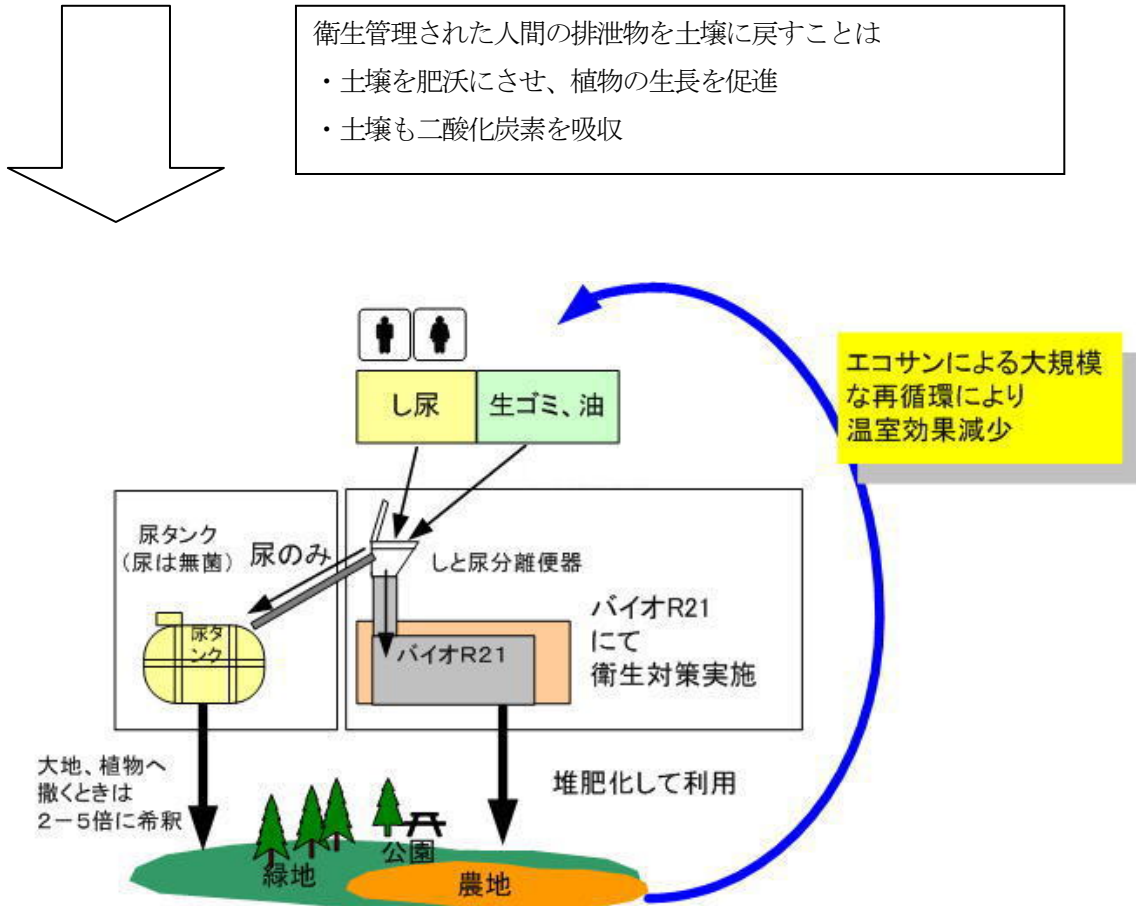 衛生管理された人間の排泄物を土壌に戻すことは
・土壌を肥沃にさせ、植物の生長を促進
・土壌も二酸化炭素を吸収
エコサンによる大規模
な再循環により
温室効果減少
し尿
生ゴミ、油
尿タンク
(尿は無菌)
尿のみ
しと尿分離便器
尿タ
ンク
バイオR21
バイオR21
にて
衛生対策実施
大地、植物へ
撒くときは
2－5倍に希釈
堆肥化して利用
公園
緑地
農地